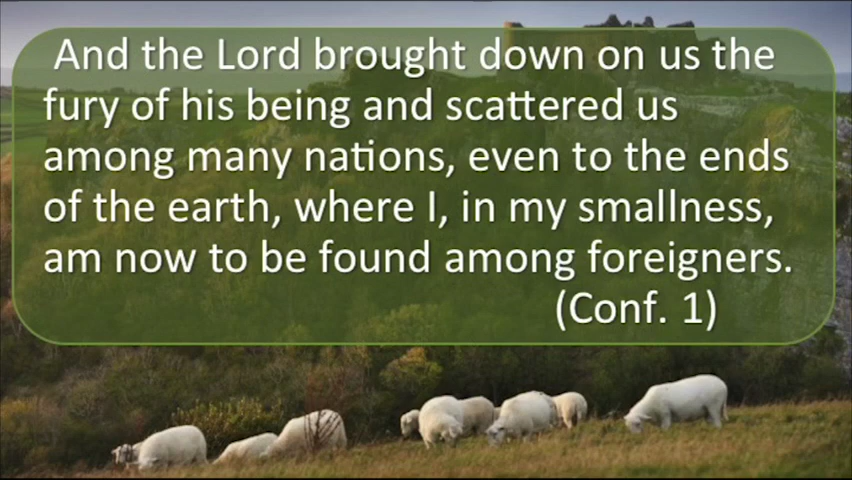 And the Lord brought down on us the
fury of his being and scattered us
among many nations, even to the ends
of the earth, where I, in my smallness,
am now to be found among foreigners.
(Conf. 1)